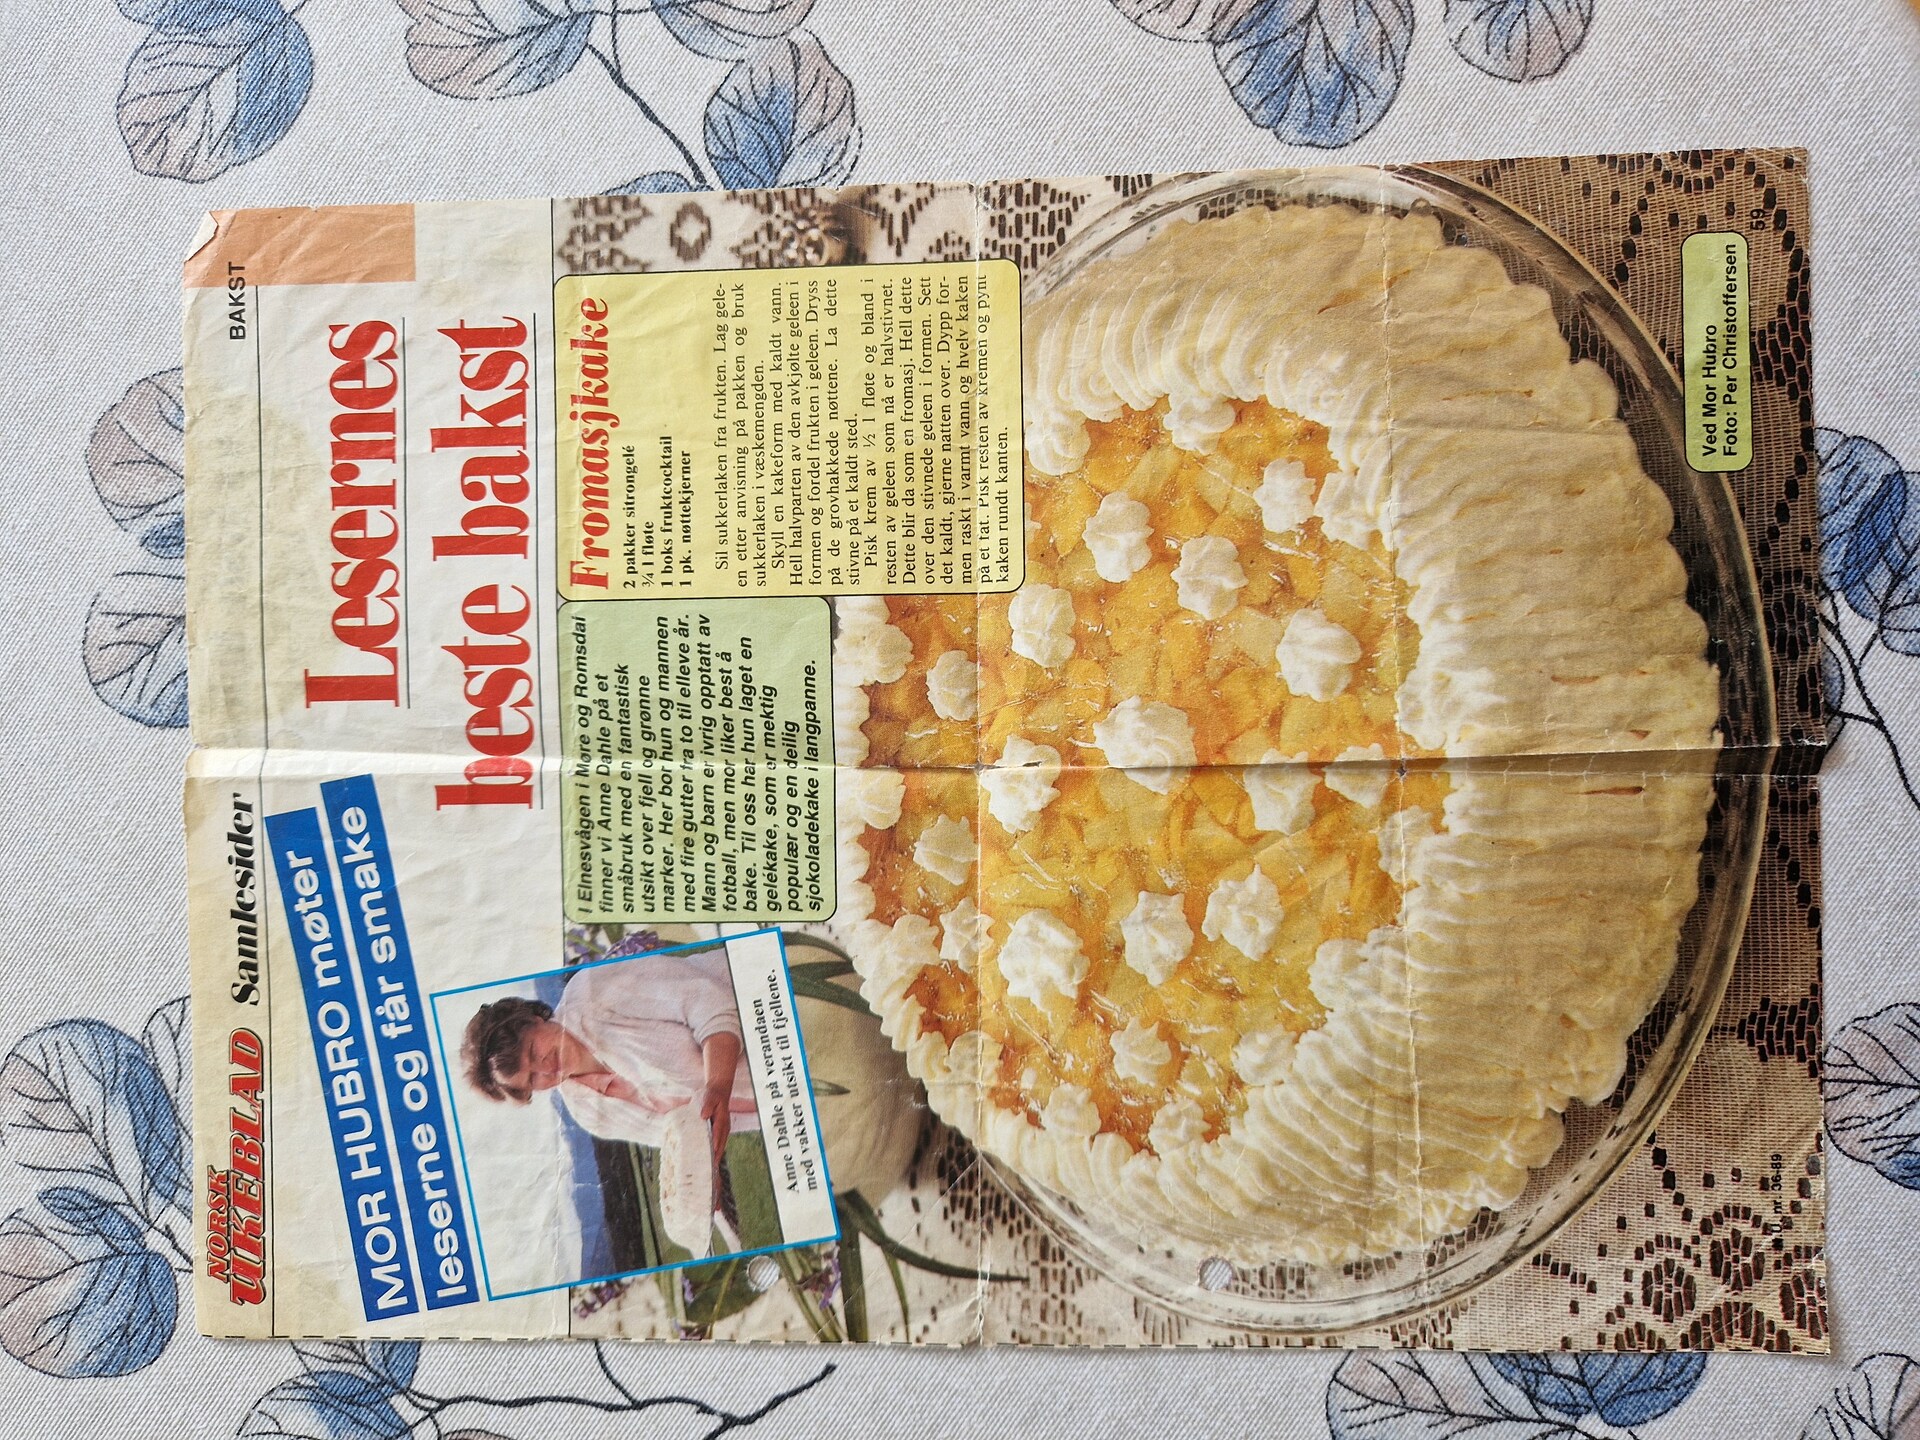 NORSK
UKEBLAD Samlesider
BAKST
MOR HUBRO møter
leserne og får smake
Lesernes
beste bakst
Anne Dahle på verandaen
med vakker utsikt til fjellene.
I Elnesvågen i Møre og Romsdal
finner vi Anne Dahle på et
småbruk med en fantastisk
utsikt over fjell og grønne
marker. Her bor hun og mannen
med fire gutter fra to til elleve år.
Mann og barn er ivrig opptatt av
fotball, men mor liker best å
bake. Til oss har hun laget en
gelékake, som er mektig
populær og en deilig
sjokoladekake i langpanne.
Fromasjkake
2 pakker sitrongelé
¾ l fløte
1 boks fruktcocktail
1 pk. nøttekjerner
Sil sukkerlaken fra frukten. Lag gele-
en etter anvisning på pakken og bruk
sukkerlaken i væskemengden.
Skyll en kakeform med kaldt vann.
Hell halvparten av den avkjølte geleen i
formen og fordel frukten i geleen. Dryss
på de grovhakkede nøttene. La dette
stivne på et kaldt sted.
Pisk krem av ½ l fløte og bland i
resten av geleen som nå er halvstivnet.
Dette blir da som en fromasj. Hell dette
over den stivnede geleen i formen. Sett
det kaldt, gjerne natten over. Dypp for-
men raskt i varmt vann og hvelv kaken
på et fat. Pisk resten av kremen og pynt
kaken rundt kanten.
Ved Mor Hubro
Foto: Per Christoffersen
59
N.U. nr. 36-89